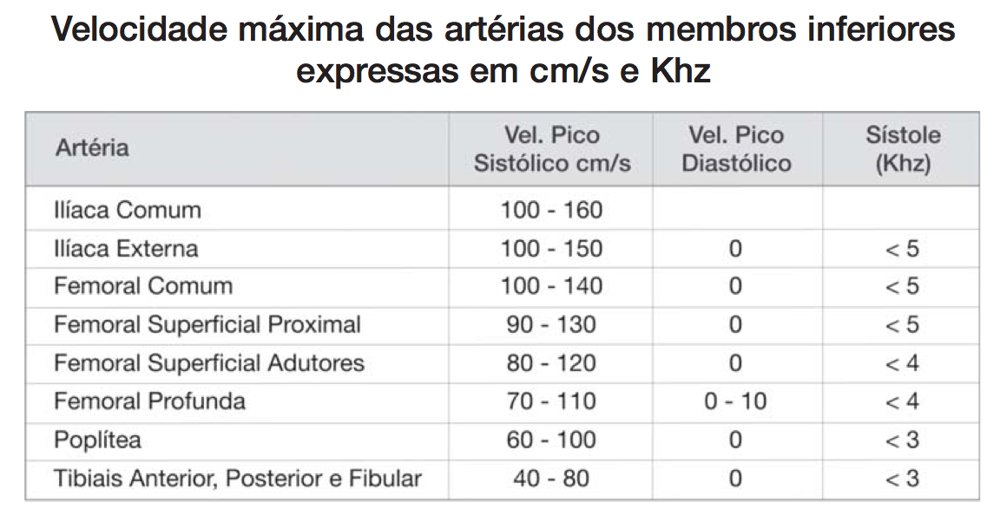 Velocidade máxima das artérias dos membros inferiores
expressas em cm/s e Khz
Artéria Vel. Pico Sistólico cm/s Vel. Pico Diastólico Sístole (Khz)
Ilíaca Comum 100 - 160
Ilíaca Externa 100 - 150 0 < 5
Femoral Comum 100 - 140 0 < 5
Femoral Superficial Proximal 90 - 130 0 < 5
Femoral Superficial Adutores 80 - 120 0 < 4
Femoral Profunda 70 - 110 0 - 10 < 4
Poplítea 60 - 100 0 < 3
Tibiais Anterior, Posterior e Fibular 40 - 80 0 < 3